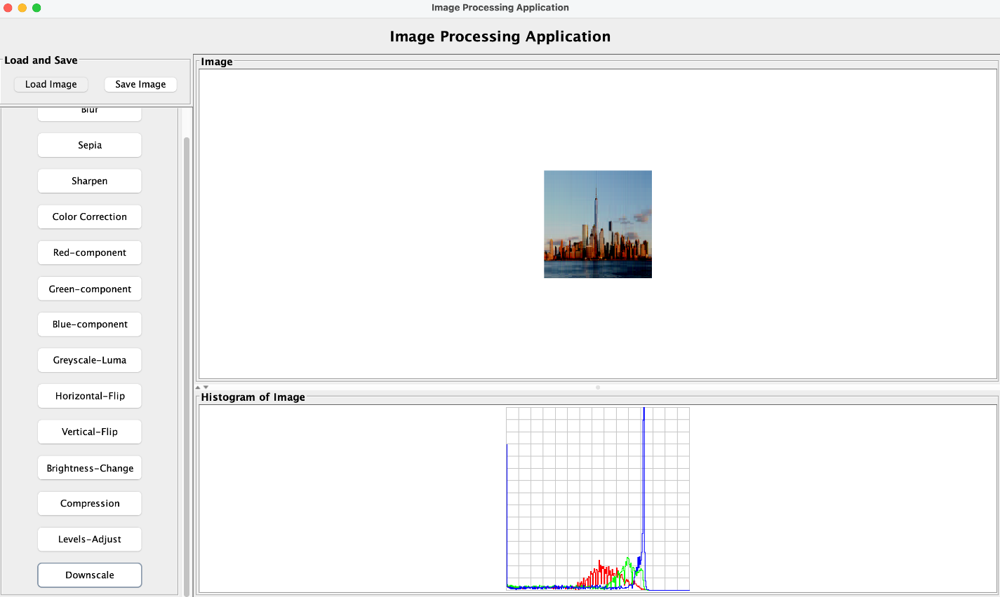 Image Processing Application
Image Processing Application
Load and Save
Load Image
Save Image
Blur
Sepia
Sharpen
Color Correction
Red-component
Green-component
Blue-component
Greyscale-Luma
Horizontal-Flip
Vertical-Flip
Brightness-Change
Compression
Levels-Adjust
Downscale
Image
Histogram of Image